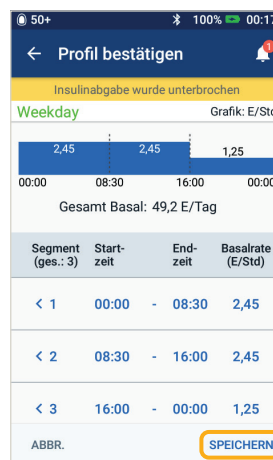 50+ 100% 00:17
← Profil bestätigen 1
Insulinabgabe wurde unterbrochen
Weekday Grafik: E/Std
2,45 2,45 1,25
00:00 08:30 16:00 00:00
Gesamt Basal: 49,2 E/Tag
Segment Start- End- Basalrate
(ges.: 3) zeit zeit (E/Std)
< 1 00:00 - 08:30 2,45
< 2 08:30 - 16:00 2,45
< 3 16:00 - 00:00 1,25
ABBR. SPEICHERN